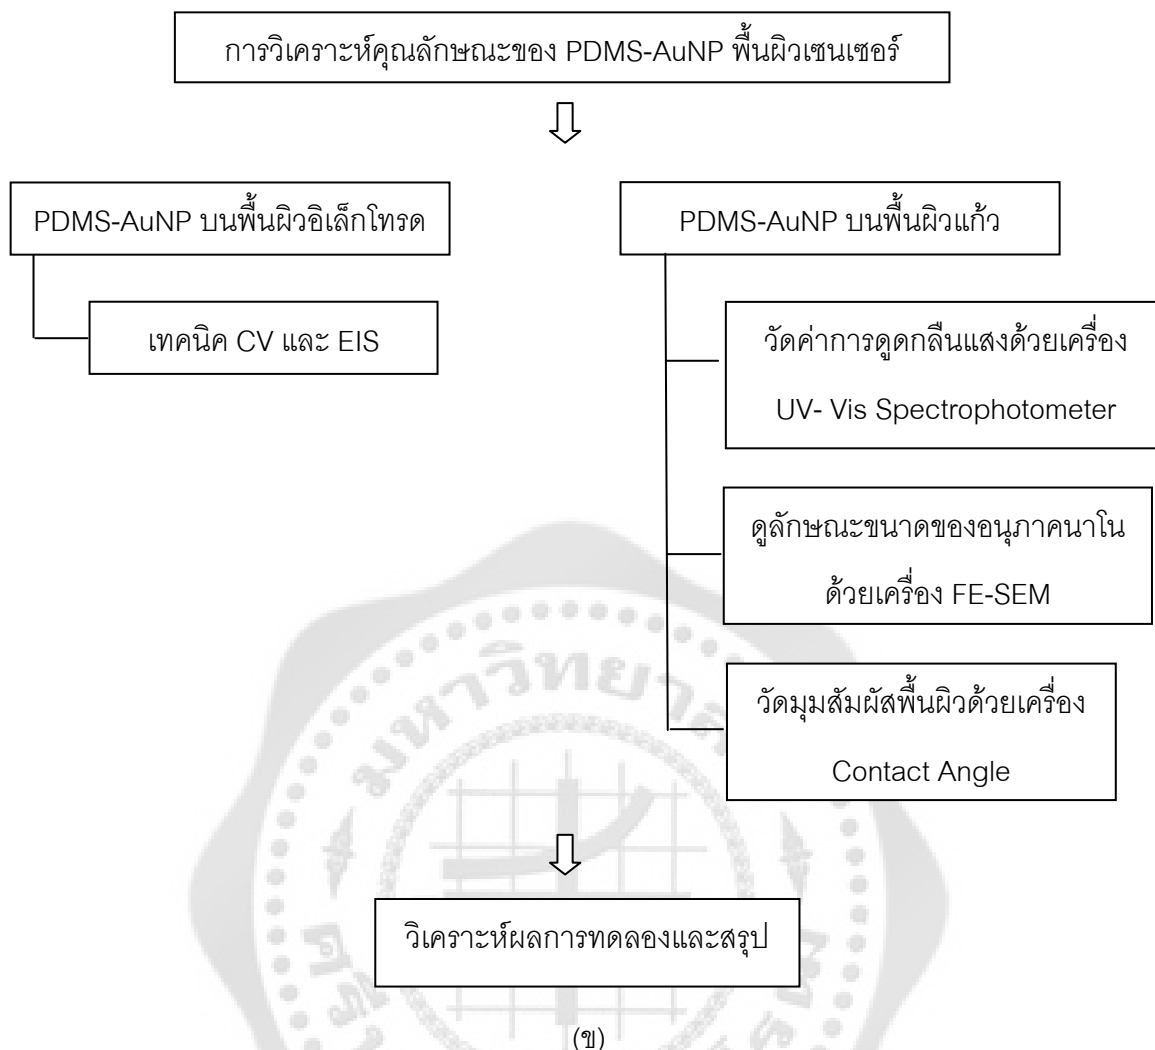 การวิเคราะห์คุณลักษณะของ PDMS-AuNP พื้นผิวเซนเซอร์
PDMS-AuNP บนพื้นผิวอิเล็กโทรด
เทคนิค CV และ EIS
PDMS-AuNP บนพื้นผิวแก้ว
วัดค่าการดูดกลืนแสงด้วยเครื่อง
UV- Vis Spectrophotometer
ดูลักษณะขนาดของอนุภาคนาโน
ด้วยเครื่อง FE-SEM
วัดมุมสัมผัสพื้นผิวด้วยเครื่อง
Contact Angle
วิเคราะห์ผลการทดลองและสรุป
(ข)